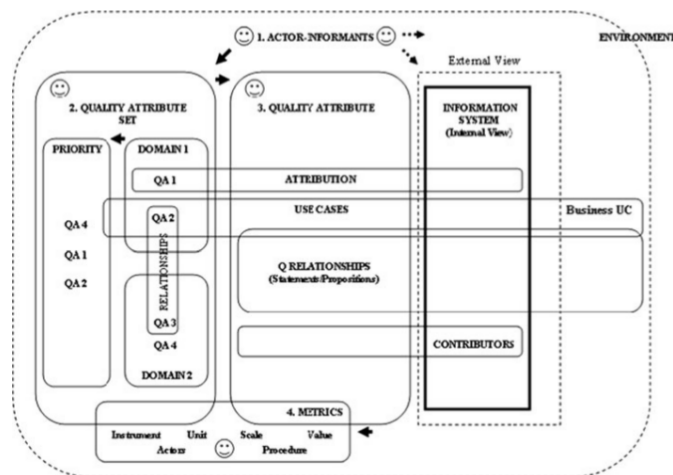 1. ACTOR-INFORMANTS
ENVIRONMENT
External View
2. QUALITY ATTRIBUTE
SET
3. QUALITY ATTRIBUTE
INFORMATION
SYSTEM
(Internal View)
PRIORITY
DOMAIN 1
QA 1
ATTRIBUTION
QA 2
USE CASES
Business UC
QA 4
QA 1
QA 2
RELATIONSHIPS
Q RELATIONSHIPS
(Statements/Propositions)
QA 3
QA 4
DOMAIN 2
CONTRIBUTORS
4. METRICS
Instrument Unit Scale Value
Actors Procedure